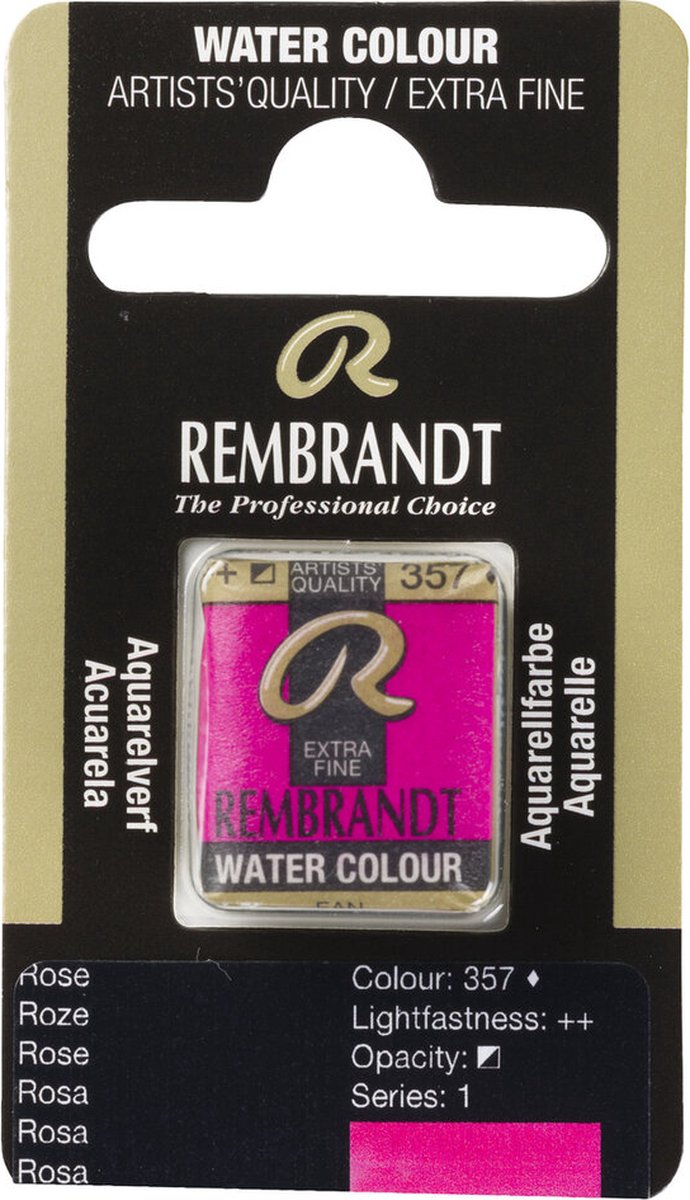 WATER COLOUR
ARTISTS' QUALITY / EXTRA FINE
R
REMBRANDT
The Professional Choice
+ ARTISTS' 357
QUALITY
R
EXTRA
FINE
REMBRANDT
WATER COLOUR
EAN
Aquarelverf
Acuarela
Aquarellfarbe
Aquarelle
Rose
Roze
Rose
Rosa
Rosa
Rosa
Colour: 357 ♦
Lightfastness: ++
Opacity: ◪
Series: 1